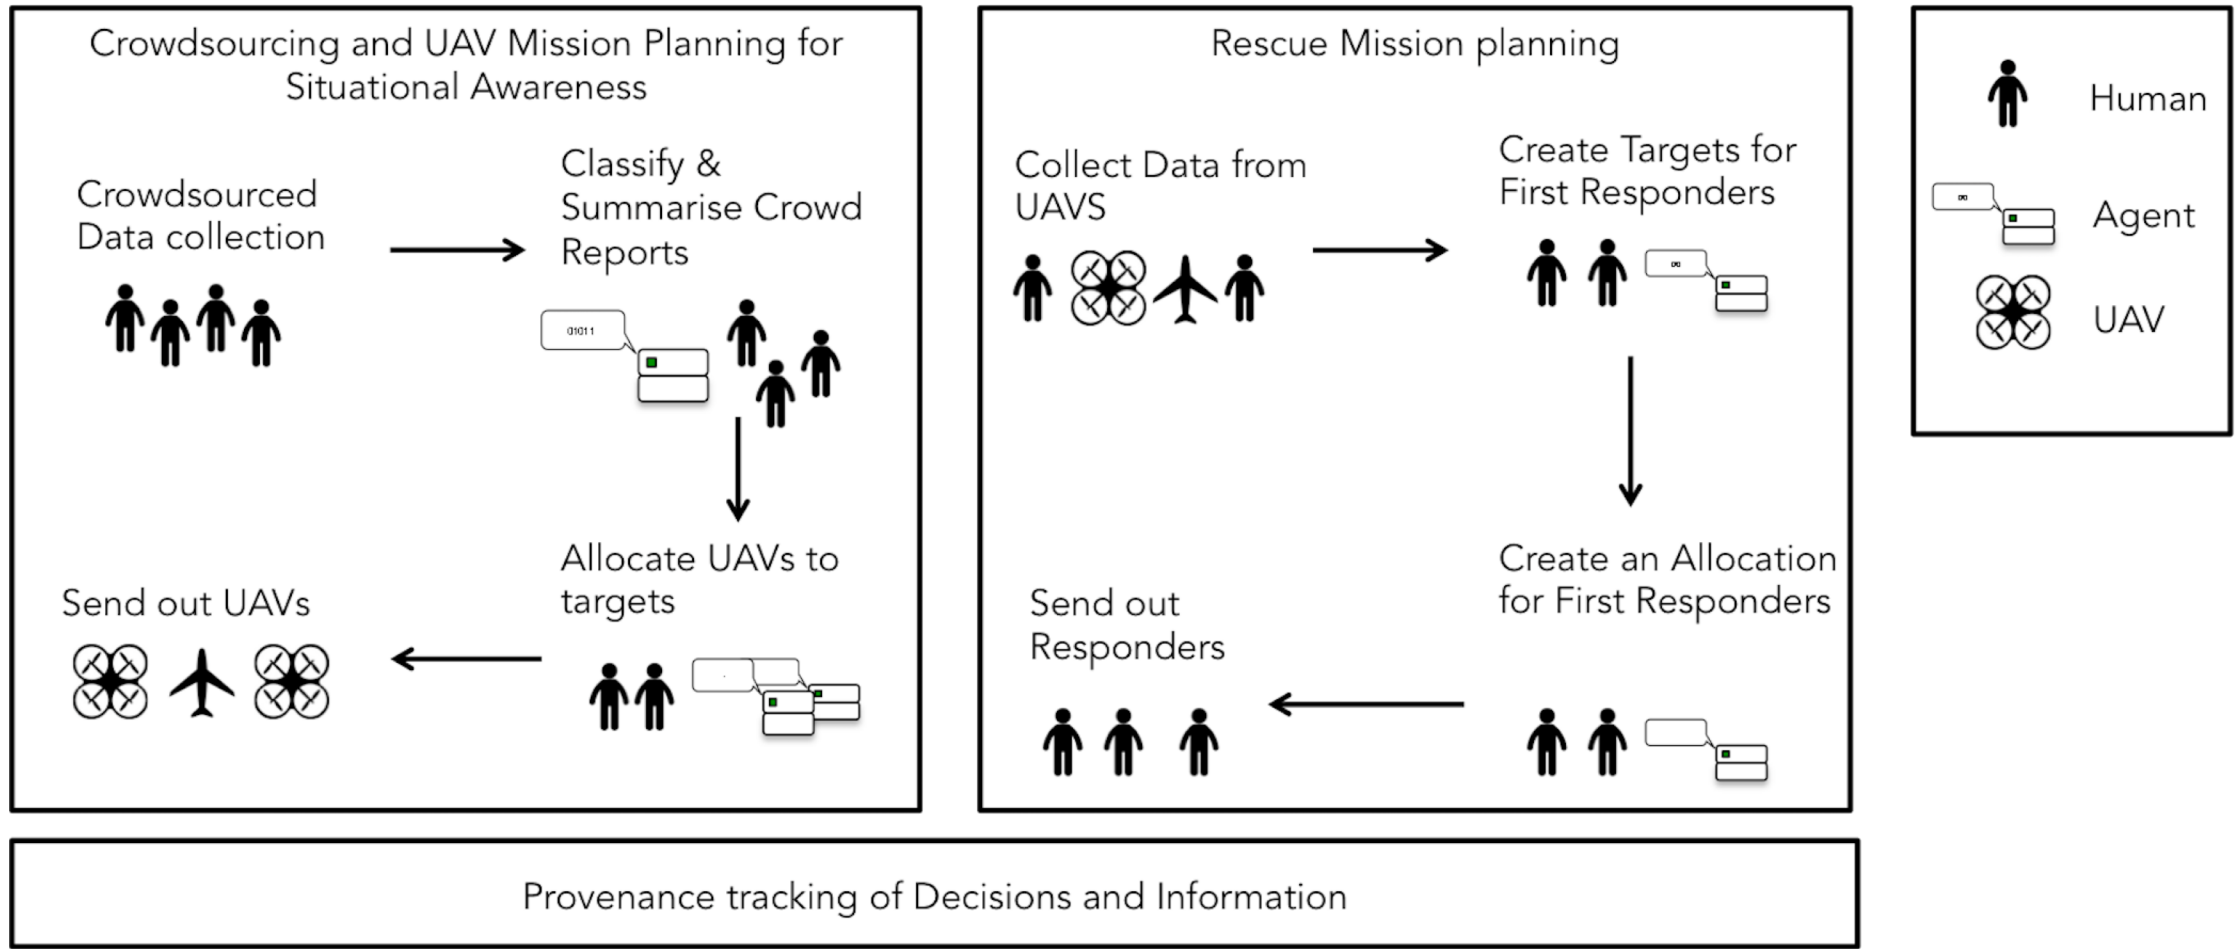 Crowdsourcing and UAV Mission Planning for
Situational Awareness
Crowdsourced
Data collection
Classify &
Summarise Crowd
Reports
01011
Allocate UAVs to
targets
Send out UAVs
Rescue Mission planning
Collect Data from
UAVS
Create Targets for
First Responders
Create an Allocation
for First Responders
Send out
Responders
Human
Agent
UAV
Provenance tracking of Decisions and Information